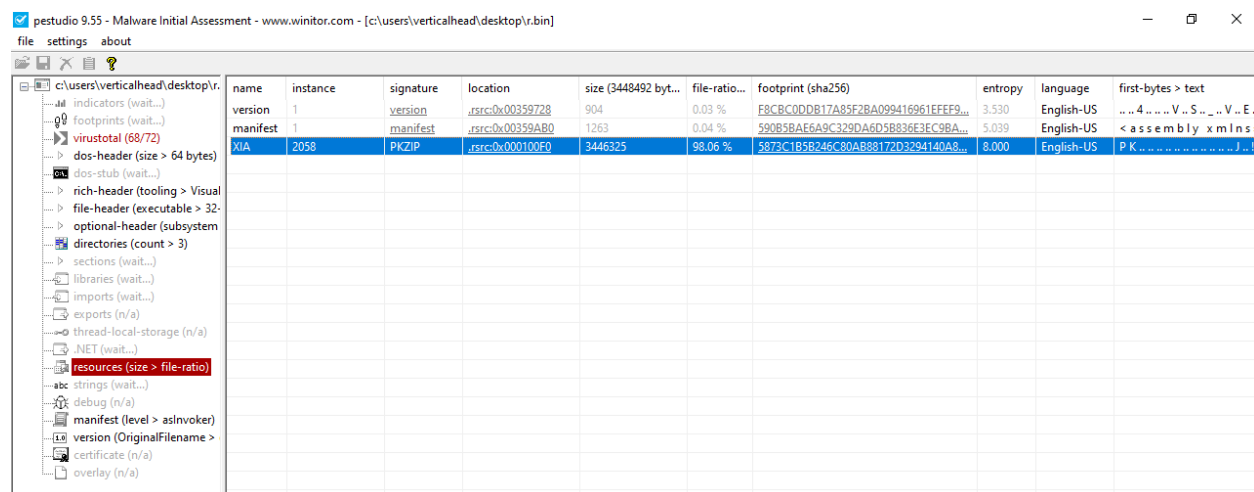 pestudio 9.55 - Malware Initial Assessment - www.winitor.com - [c:\users\verticalhead\desktop\r.bin]
file settings about
c:\users\verticalhead\desktop\r.
indicators (wait...)
footprints (wait...)
virustotal (68/72)
dos-header (size > 64 bytes)
dos-stub (wait...)
rich-header (tooling > Visual
file-header (executable > 32-
optional-header (subsystem
directories (count > 3)
sections (wait...)
libraries (wait...)
imports (wait...)
exports (n/a)
thread-local-storage (n/a)
.NET (wait...)
resources (size > file-ratio)
abc strings (wait...)
debug (n/a)
manifest (level > asInvoker)
1.0 version (OriginalFilename >
certificate (n/a)
overlay (n/a)
name instance signature location size (3448492 byt... file-ratio... footprint (sha256) entropy language first-bytes > text
version 1 version .rsrc:0x00359728 904 0.03 % F8CBC0DDB17A85F2BA099416961EFEF9... 3.530 English-US .. .. 4 .. .. .. V .. S .. _ .. V .. E .
manifest 1 manifest .rsrc:0x00359AB0 1263 0.04 % 590B5BAE6A9C329DA6D5B836E3EC9BA... 5.039 English-US < a s s e m b l y x m l n s
XIA 2058 PKZIP .rsrc:0x000100F0 3446325 98.06 % 5873C1B5B246C80AB88172D3294140A8... 8.000 English-US P K .. .. .. .. .. .. .. .. .. .. .. .. J .. !